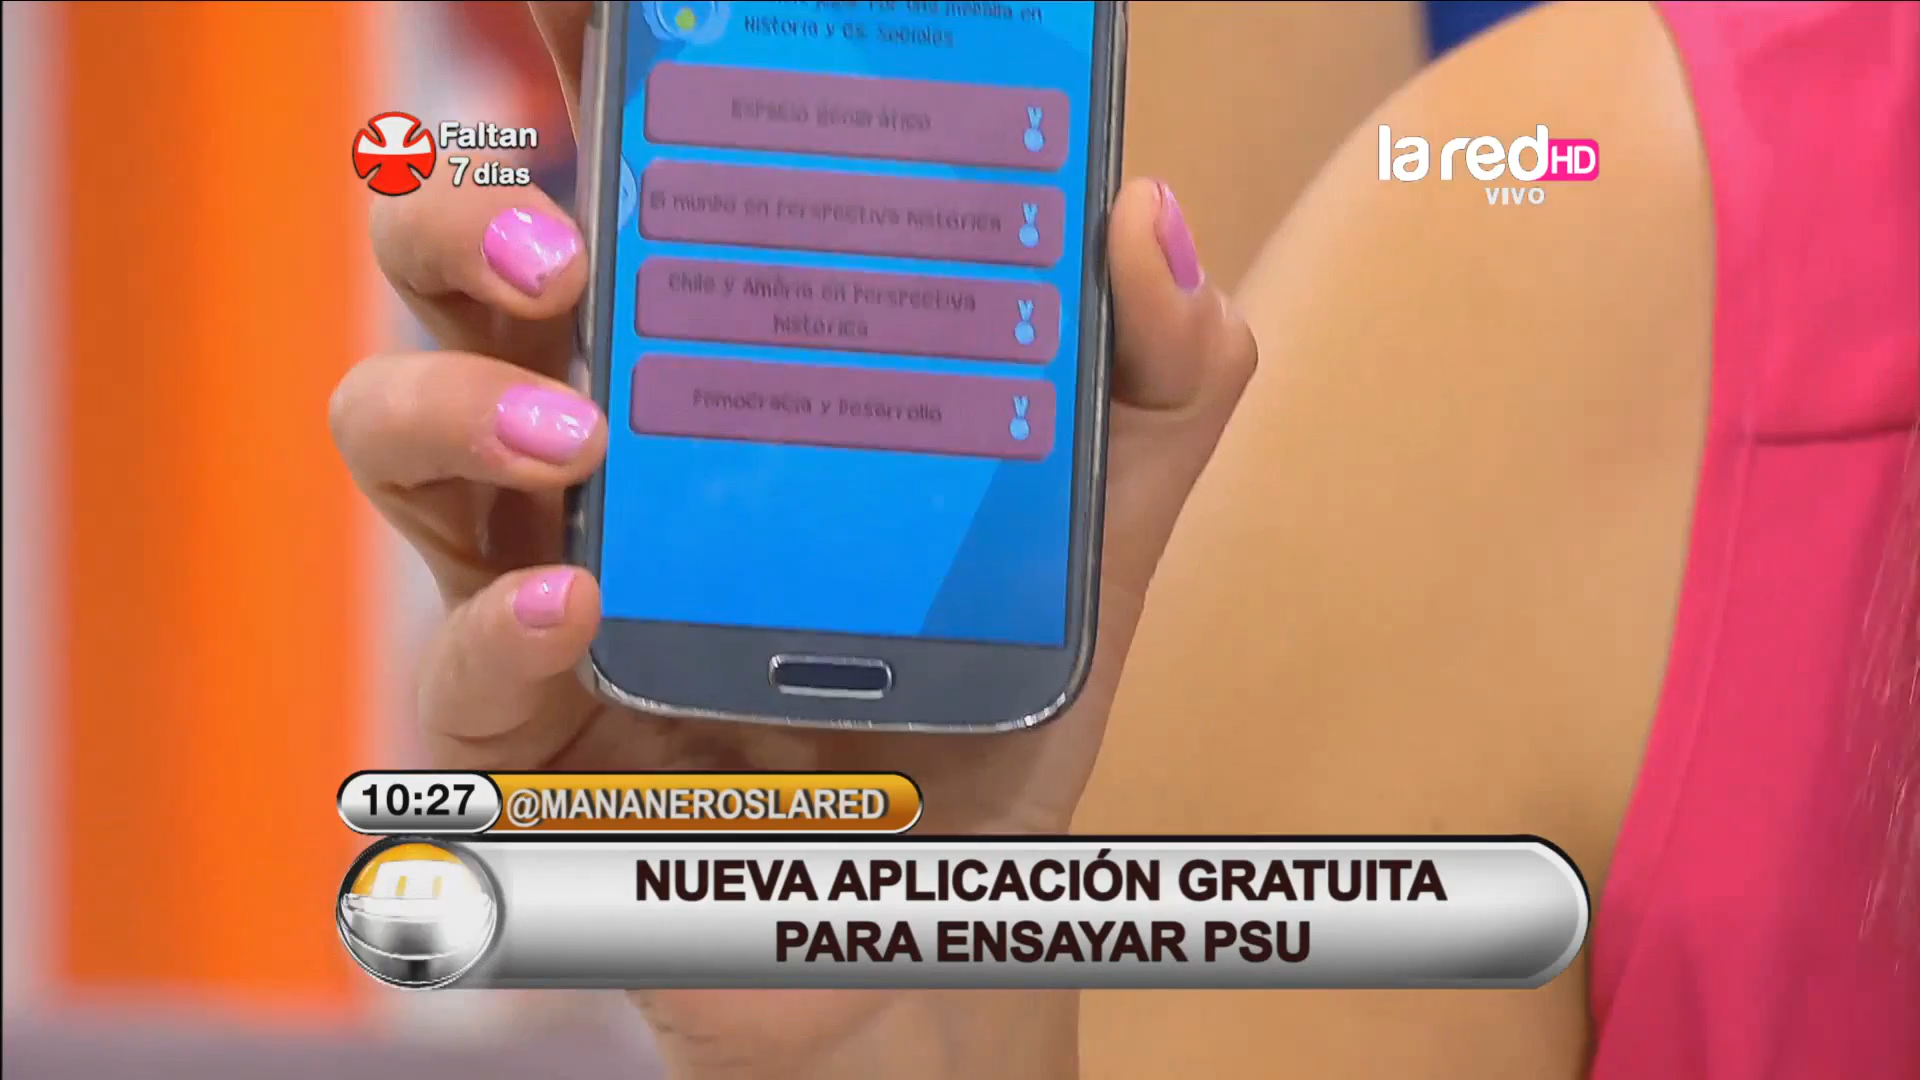 Historia y Cs. Sociales
Espacio Geográfico
El mundo en Perspectiva histórica
Chile y América en Perspectiva
histórica
Democracia y Desarrollo
Faltan
7 días
la red HD
VIVO
10:27
@MANANEROSLARED
NUEVA APLICACIÓN GRATUITA
PARA ENSAYAR PSU